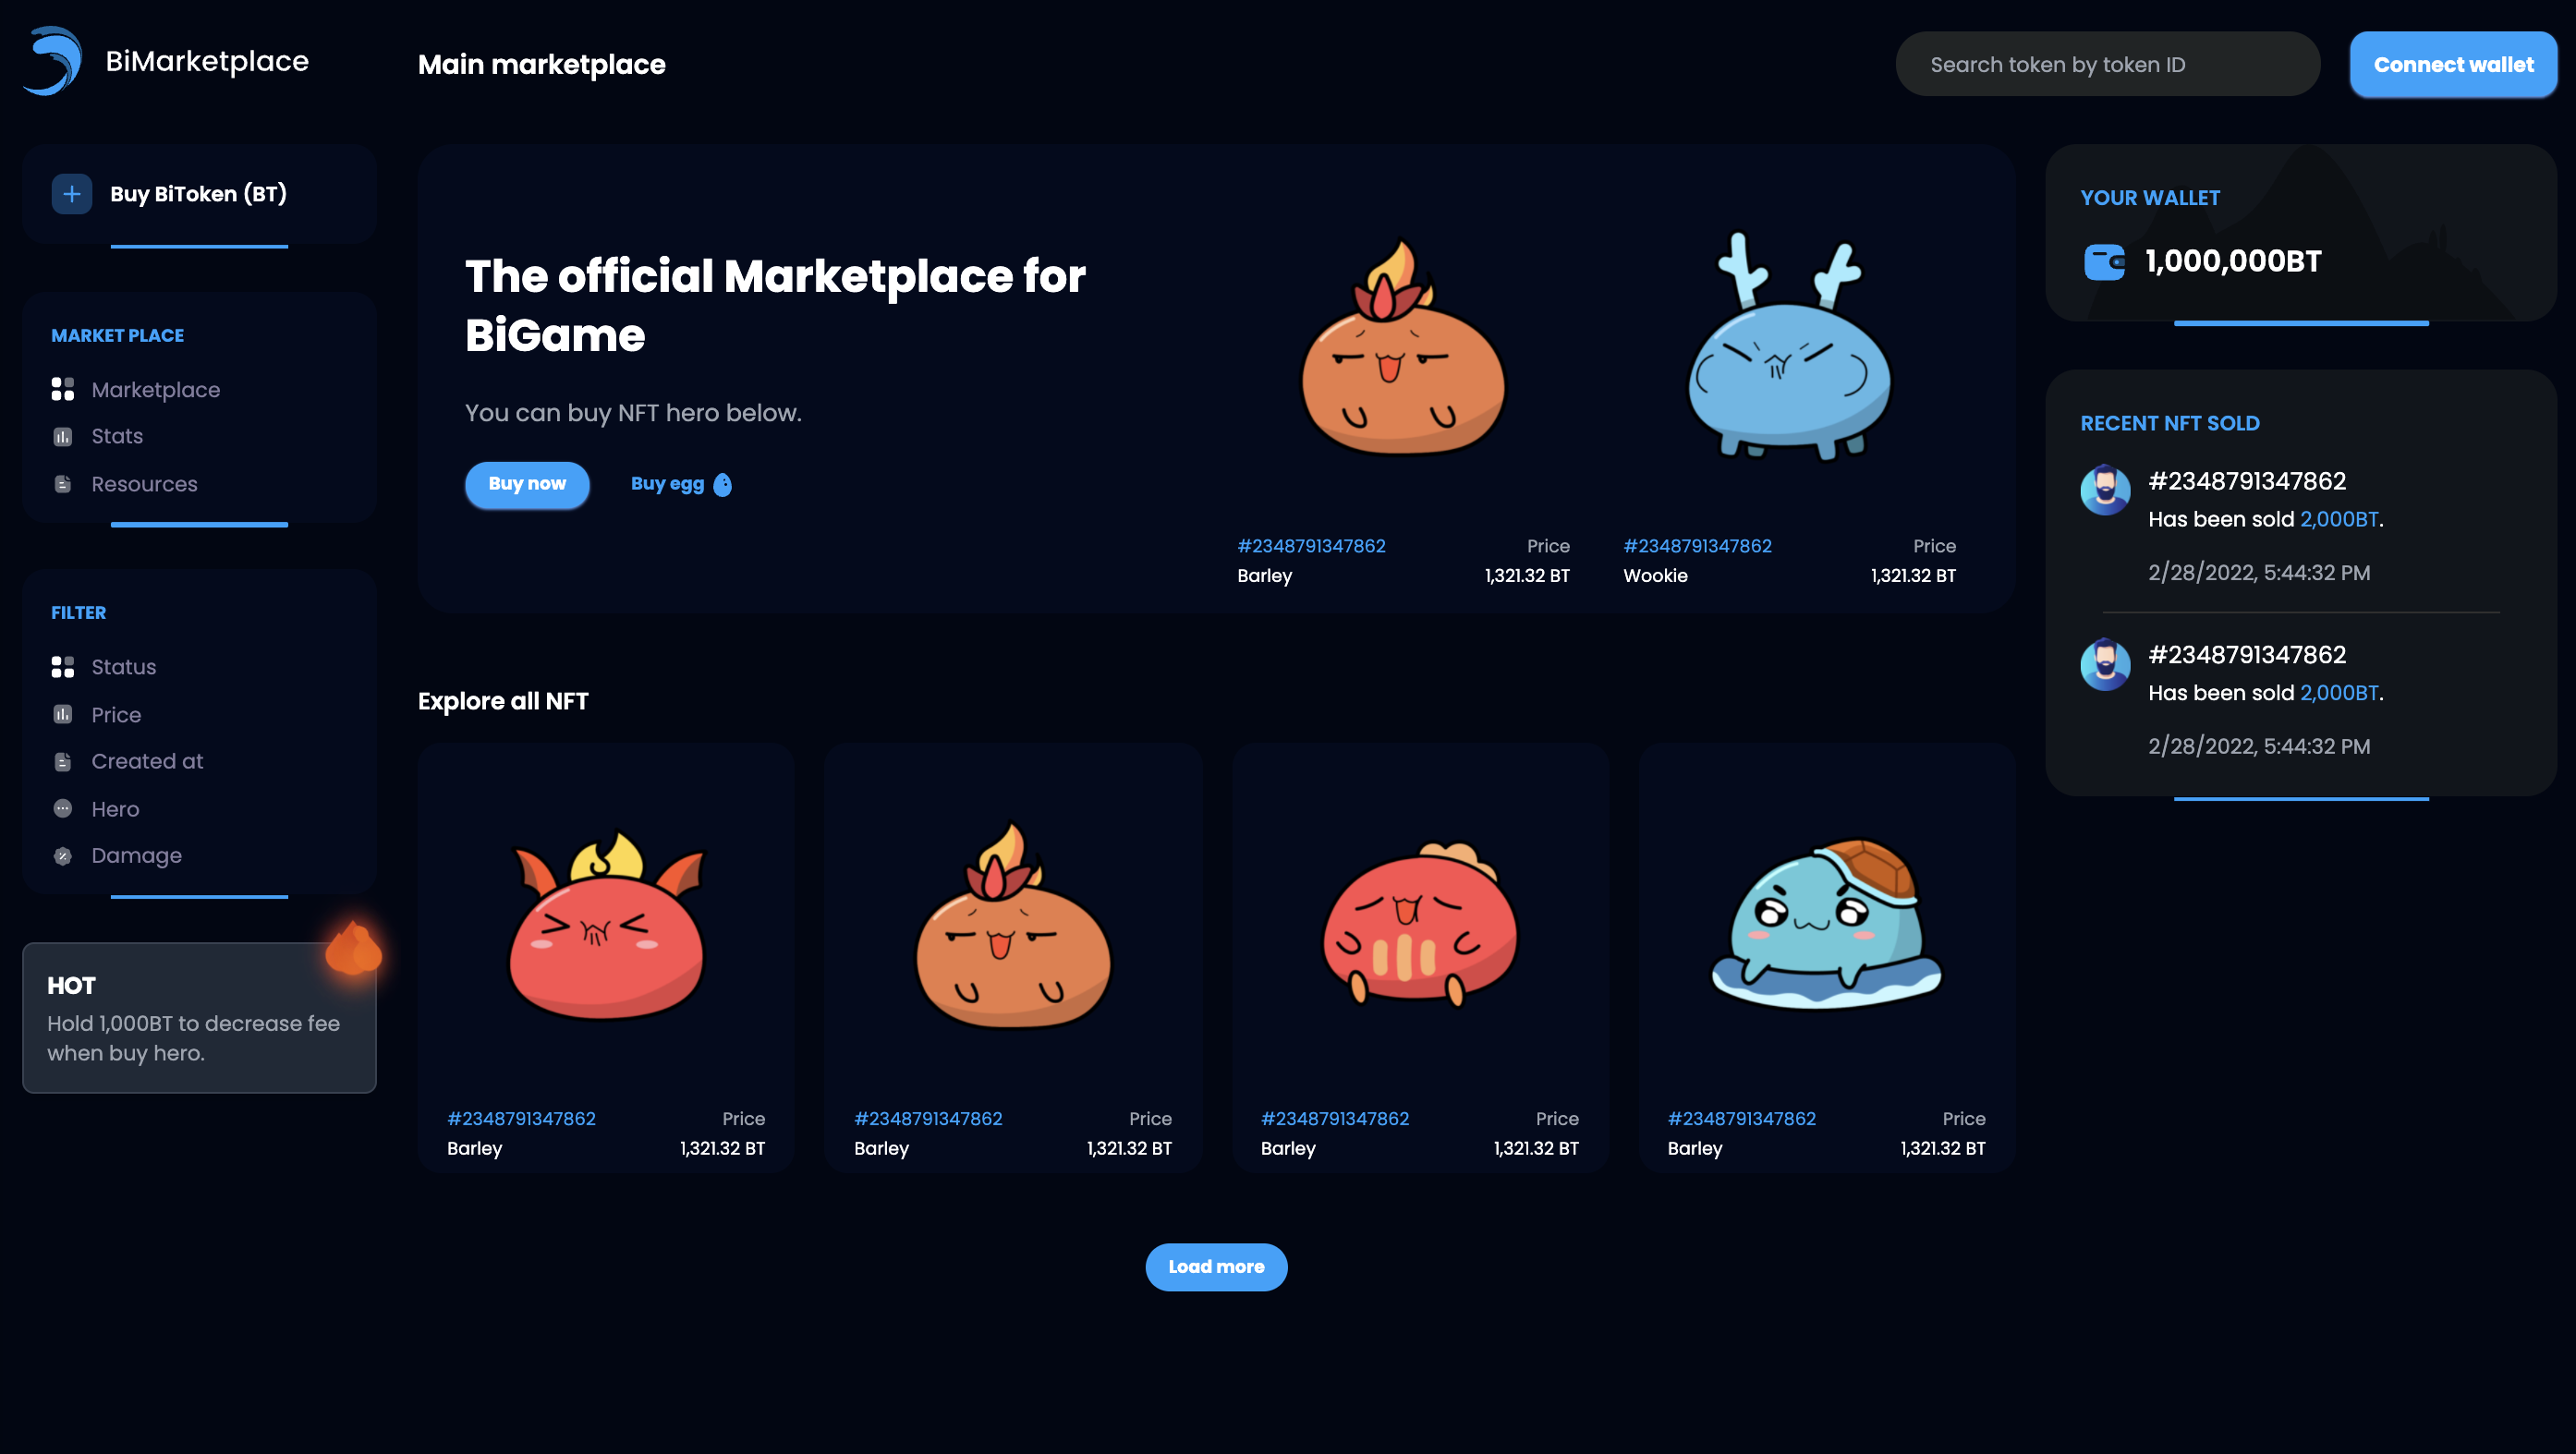 BiMarketplace
Main marketplace
Search token by token ID
Connect wallet
Buy BiToken (BT)
MARKET PLACE
Marketplace
Stats
Resources
FILTER
Status
Price
Created at
Hero
Damage
HOT
Hold 1,000BT to decrease fee
when buy hero.
The official Marketplace for
BiGame
You can buy NFT hero below.
Buy now
Buy egg
#2348791347862 Price
Barley 1,321.32 BT
#2348791347862 Price
Wookie 1,321.32 BT
Explore all NFT
#2348791347862 Price
Barley 1,321.32 BT
#2348791347862 Price
Barley 1,321.32 BT
#2348791347862 Price
Barley 1,321.32 BT
#2348791347862 Price
Barley 1,321.32 BT
Load more
YOUR WALLET
1,000,000BT
RECENT NFT SOLD
#2348791347862
Has been sold 2,000BT.
2/28/2022, 5:44:32 PM
#2348791347862
Has been sold 2,000BT.
2/28/2022, 5:44:32 PM